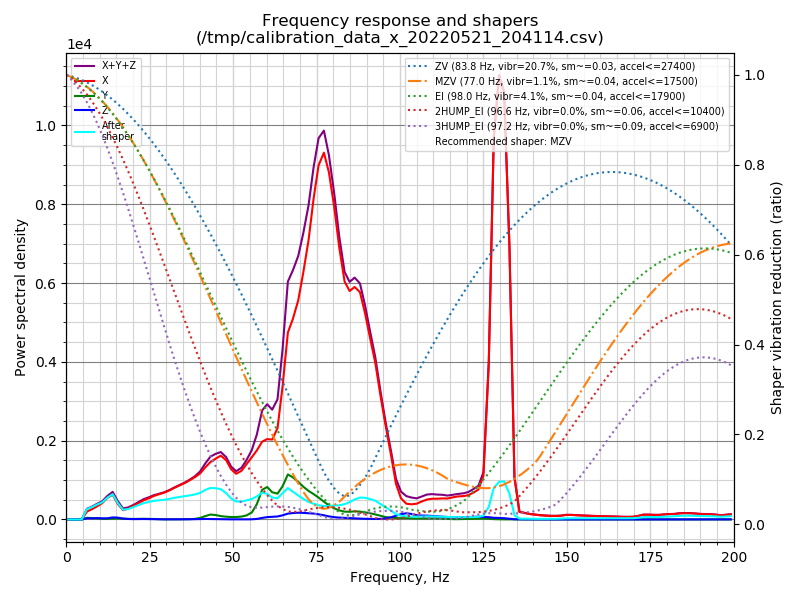 Frequency response and shapers
(/tmp/calibration_data_x_20220521_204114.csv)
1e4
X+Y+Z
X
Y
Z
After
shaper
ZV (83.8 Hz, vibr=20.7%, sm~=0.03, accel<=27400)
MZV (77.0 Hz, vibr=1.1%, sm~=0.04, accel<=17500)
EI (98.0 Hz, vibr=4.1%, sm~=0.04, accel<=17900)
2HUMP_EI (96.6 Hz, vibr=0.0%, sm~=0.06, accel<=10400)
3HUMP_EI (97.2 Hz, vibr=0.0%, sm~=0.09, accel<=6900)
Recommended shaper: MZV
Power spectral density
1.0
0.8
0.6
0.4
0.2
0.0
Shaper vibration reduction (ratio)
1.0
0.8
0.6
0.4
0.2
0.0
0 25 50 75 100 125 150 175 200
Frequency, Hz